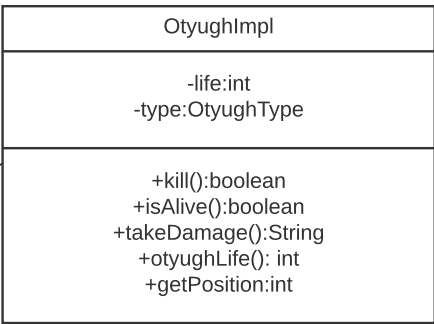 OtyughImpl
-life:int
-type:OtyughType
+kill():boolean
+isAlive():boolean
+takeDamage():String
+otyughLife(): int
+getPosition:int